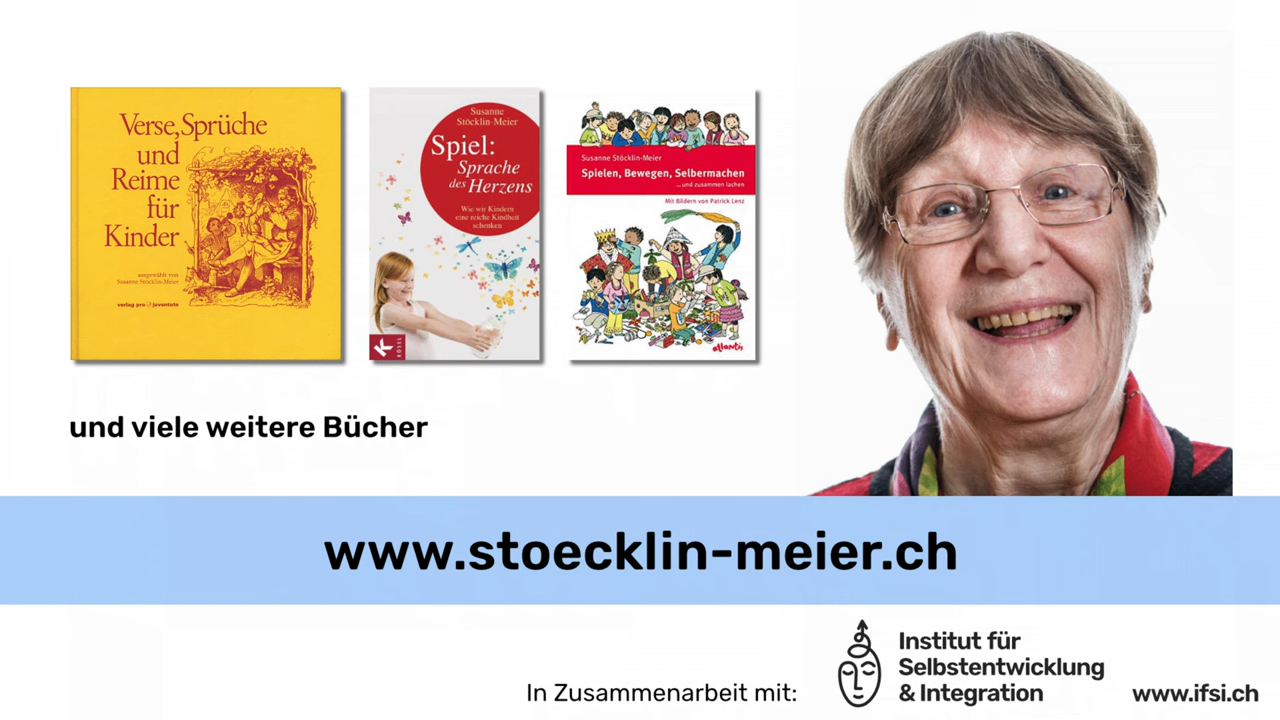 Verse, Sprüche
und
Reime
für
Kinder
ausgewählt von
Susanne Stöcklin-Meier
verlag pro juventute
Susanne
Stöcklin-Meier
Spiel:
Sprache
des Herzens
Wie wir Kindern
eine reiche Kindheit
schenken
KÖSEL
Susanne Stöcklin-Meier
Spielen, Bewegen, Selbermachen
...und zusammen lachen
Mit Bildern von Patrick Lenz
atlantis
und viele weitere Bücher
www.stoecklin-meier.ch
In Zusammenarbeit mit:
Institut für
Selbstentwicklung
& Integration
www.ifsi.ch